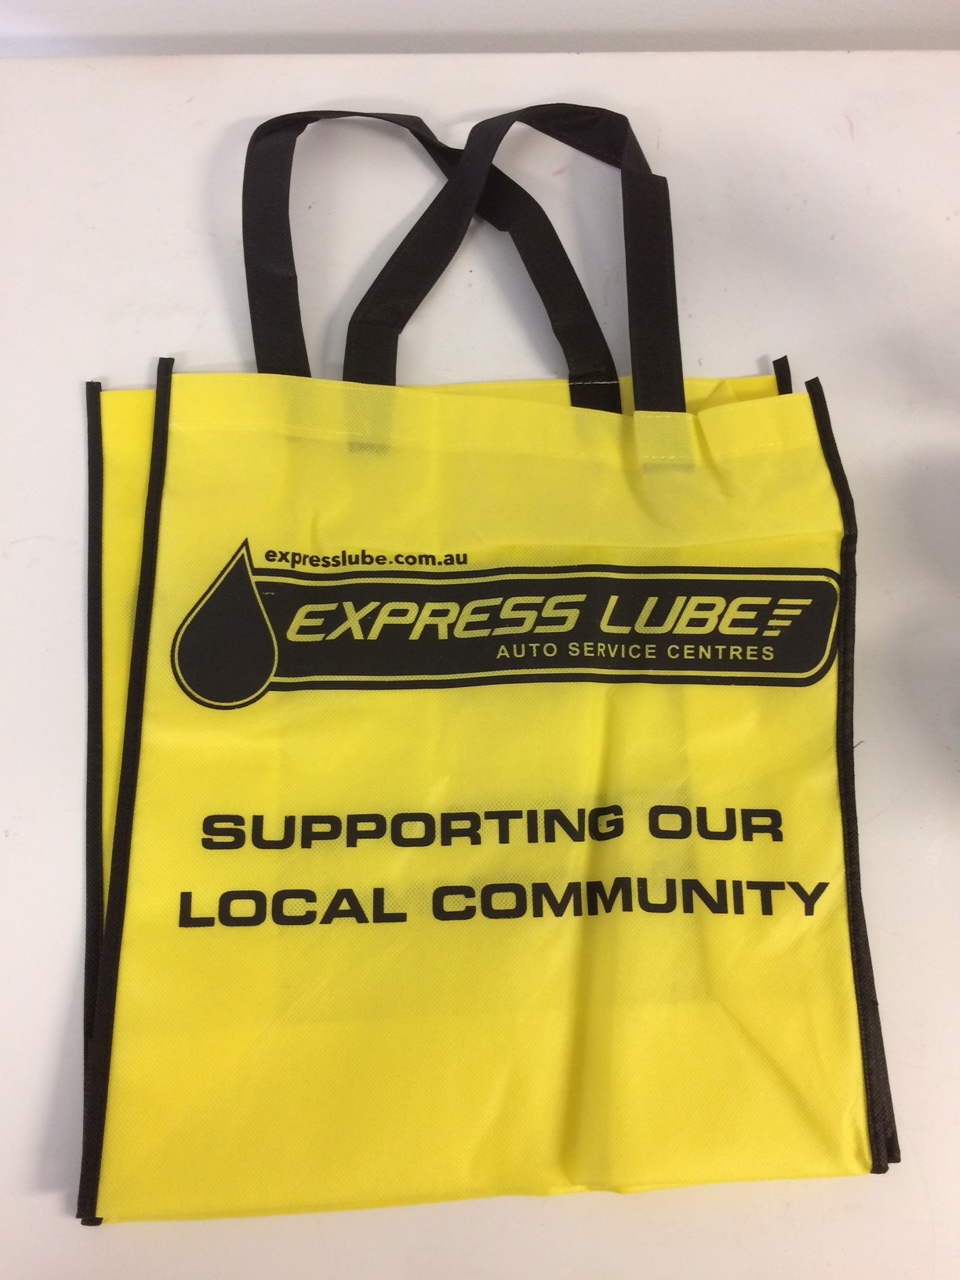 expresslube.com.au
EXPRESS LUBE
AUTO SERVICE CENTRES
SUPPORTING OUR
LOCAL COMMUNITY